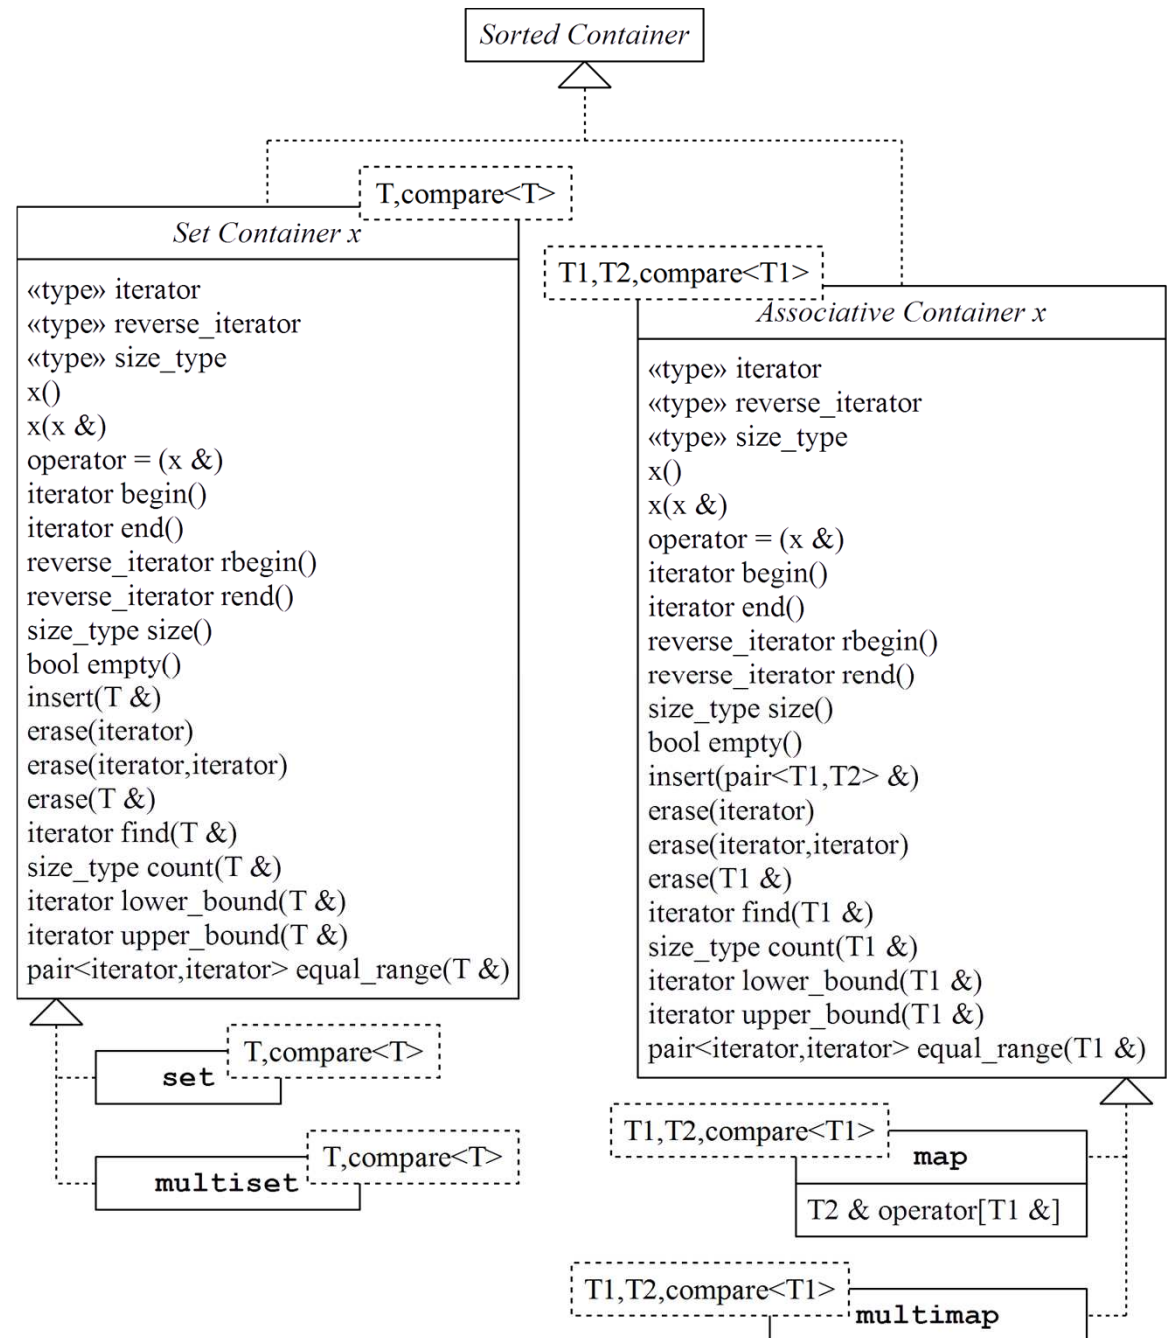 Sorted Container
T,compare<T>
Set Container x
«type» iterator
«type» reverse_iterator
«type» size_type
x()
x(x &)
operator = (x &)
iterator begin()
iterator end()
reverse_iterator rbegin()
reverse_iterator rend()
size_type size()
bool empty()
insert(T &)
erase(iterator)
erase(iterator,iterator)
erase(T &)
iterator find(T &)
size_type count(T &)
iterator lower_bound(T &)
iterator upper_bound(T &)
pair<iterator,iterator> equal_range(T &)
T,compare<T>
set
T,compare<T>
multiset
T1,T2,compare<T1>
Associative Container x
«type» iterator
«type» reverse_iterator
«type» size_type
x()
x(x &)
operator = (x &)
iterator begin()
iterator end()
reverse_iterator rbegin()
reverse_iterator rend()
size_type size()
bool empty()
insert(pair<T1,T2> &)
erase(iterator)
erase(iterator,iterator)
erase(T1 &)
iterator find(T1 &)
size_type count(T1 &)
iterator lower_bound(T1 &)
iterator upper_bound(T1 &)
pair<iterator,iterator> equal_range(T1 &)
T1,T2,compare<T1>
map
T2 & operator[T1 &]
T1,T2,compare<T1>
multimap